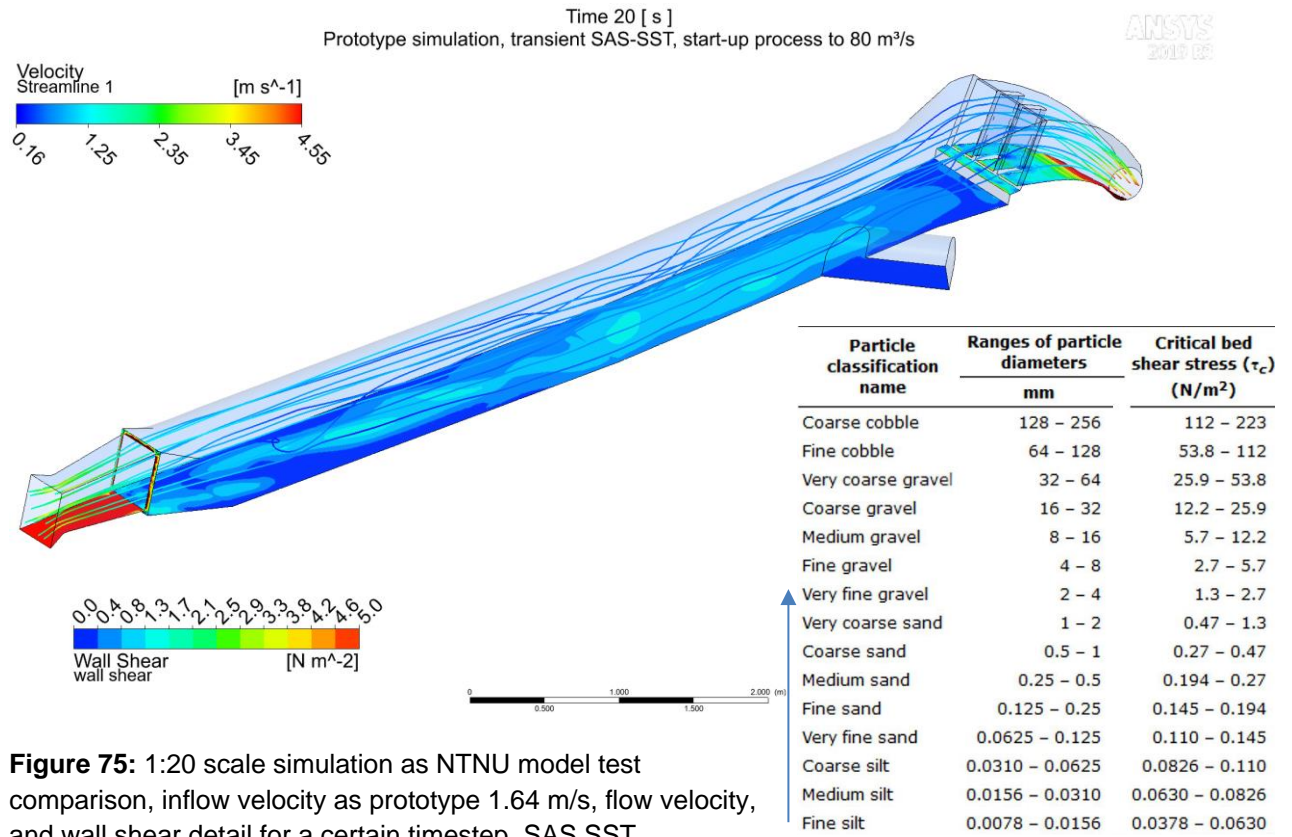 Time 20 [ s ]
Prototype simulation, transient SAS-SST, start-up process to 80 m³/s
ANSYS
2019 R3
Velocity
Streamline 1 [m s^-1]
0.16 1.25 2.35 3.45 4.55
Particle classification name Ranges of particle diameters Critical bed shear stress (τc)
mm (N/m²)
Coarse cobble 128 – 256 112 – 223
Fine cobble 64 – 128 53.8 – 112
Very coarse gravel 32 – 64 25.9 – 53.8
Coarse gravel 16 – 32 12.2 – 25.9
Medium gravel 8 – 16 5.7 – 12.2
Fine gravel 4 – 8 2.7 – 5.7
Very fine gravel 2 – 4 1.3 – 2.7
Very coarse sand 1 – 2 0.47 – 1.3
Coarse sand 0.5 – 1 0.27 – 0.47
Medium sand 0.25 – 0.5 0.194 – 0.27
Fine sand 0.125 – 0.25 0.145 – 0.194
Very fine sand 0.0625 – 0.125 0.110 – 0.145
Coarse silt 0.0310 – 0.0625 0.0826 – 0.110
Medium silt 0.0156 – 0.0310 0.0630 – 0.0826
Fine silt 0.0078 – 0.0156 0.0378 – 0.0630
0.0 0.4 0.8 1.3 1.7 2.1 2.5 2.9 3.3 3.8 4.2 4.6 5.0
Wall Shear [N m^-2]
wall shear
0 1.000 2.000 (m)
0.500 1.500
Figure 75: 1:20 scale simulation as NTNU model test
comparison, inflow velocity as prototype 1.64 m/s, flow velocity,
and wall shear detail for a certain timestep, SAS SST